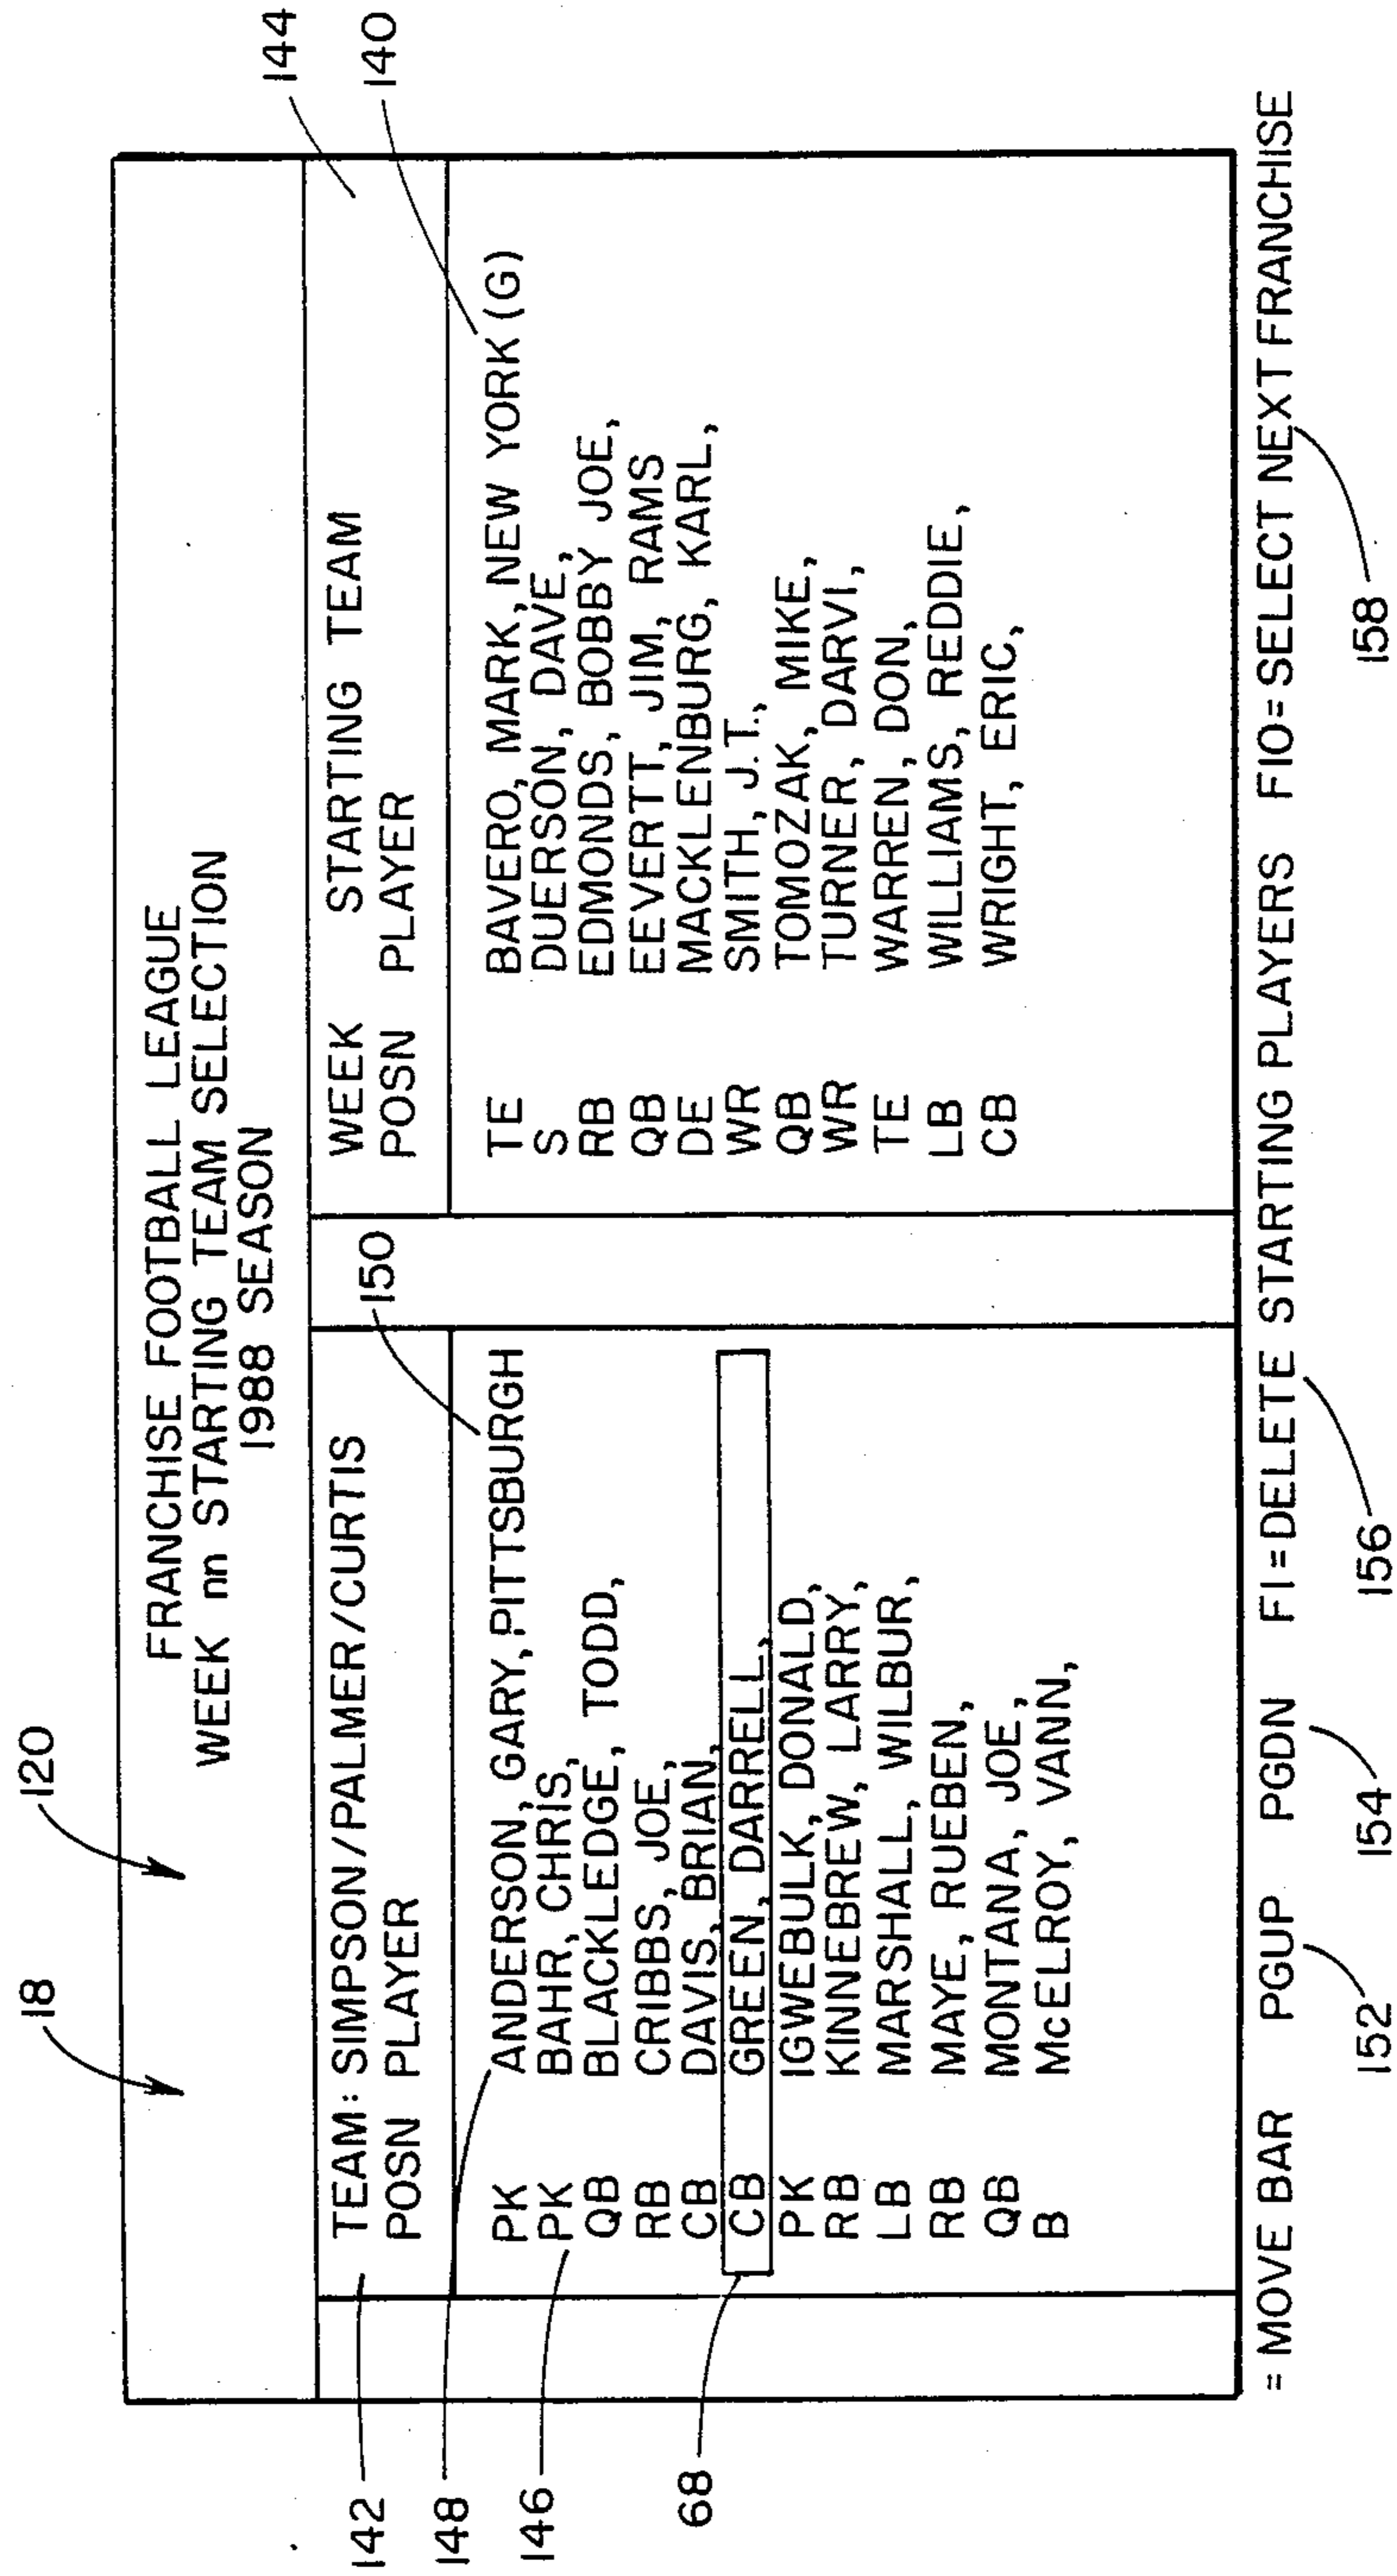 18
120
FRANCHISE FOOTBALL LEAGUE
WEEK nn STARTING TEAM SELECTION
1988 SEASON
142
TEAM: SIMPSON/PALMER/CURTIS
POSN PLAYER
150
148
PK ANDERSON, GARY, PITTSBURGH
146
PK BAHR, CHRIS,
QB BLACKLEDGE, TODD,
RB CRIBBS, JOE,
CB DAVIS, BRIAN,
68
CB GREEN, DARRELL,
PK IGWEBULK, DONALD,
RB KINNEBREW, LARRY,
LB MARSHALL, WILBUR,
RB MAYE, RUEBEN,
QB MONTANA, JOE,
B McELROY, VANN,
144
WEEK STARTING TEAM
POSN PLAYER
140
TE BAVERO, MARK, NEW YORK (G)
S DUERSON, DAVE,
RB EDMONDS, BOBBY JOE,
QB EEVERTT, JIM, RAMS
DE MACKLENBURG, KARL,
WR SMITH, J.T.,
QB TOMOZAK, MIKE,
WR TURNER, DARVI,
TE WARREN, DON,
LB WILLIAMS, REDDIE,
CB WRIGHT, ERIC,
= MOVE BAR PGUP PGDN F1=DELETE STARTING PLAYERS F10=SELECT NEXT FRANCHISE
152 154 156 158